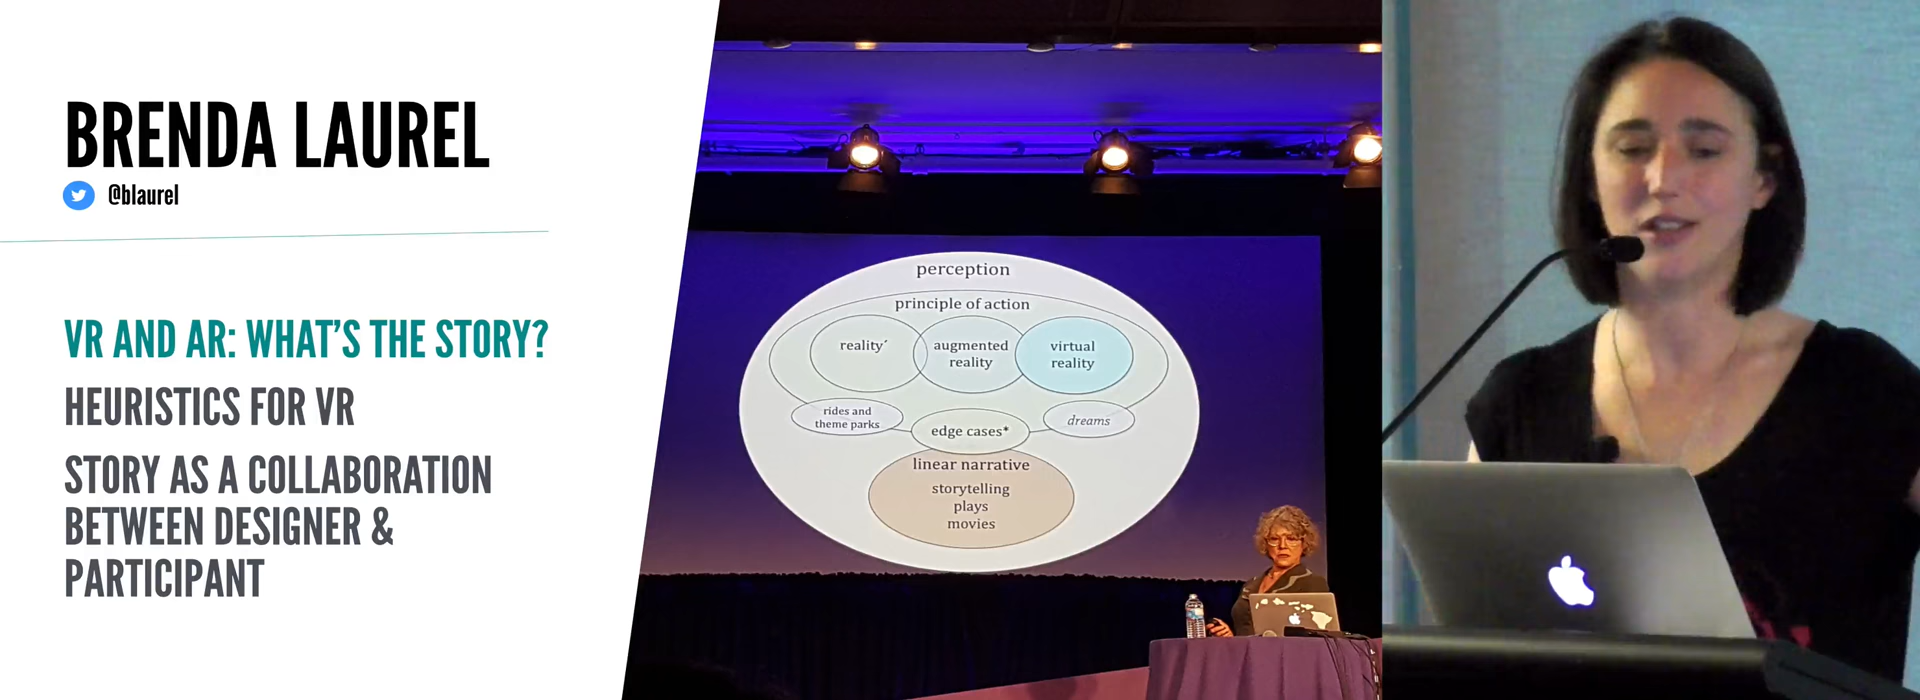 BRENDA LAUREL
@blaurel
VR AND AR: WHAT'S THE STORY?
HEURISTICS FOR VR
STORY AS A COLLABORATION
BETWEEN DESIGNER &
PARTICIPANT
perception
principle of action
reality´
augmented
reality
virtual
reality
rides and
theme parks
edge cases*
dreams
linear narrative
storytelling
plays
movies